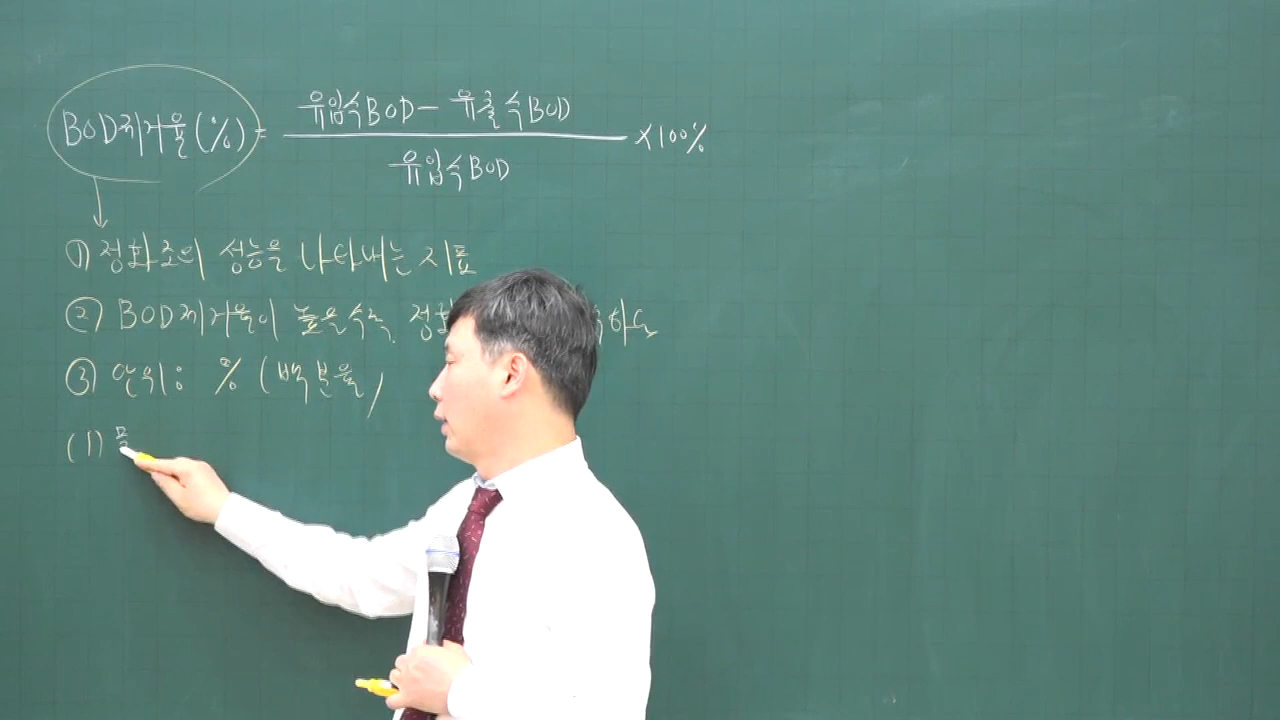 유입수BOD - 유출수BOD
BOD제거율(%) = ×100%
유입수BOD
① 정화조의 성능을 나타내는 지표
② BOD제거율이 높을수록 정화
③ 단위: % (백분율)
(1) 물